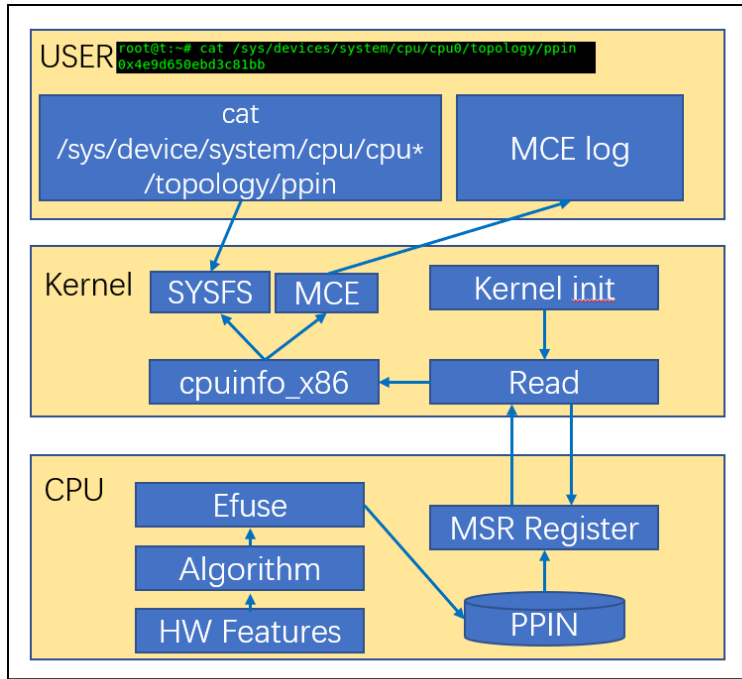 USER
root@t:~# cat /sys/devices/system/cpu/cpu0/topology/ppin
0x4e9d650ebd3c81bb
cat
/sys/device/system/cpu/cpu*
/topology/ppin
MCE log
Kernel
SYSFS
MCE
Kernel init
cpuinfo_x86
Read
CPU
Efuse
MSR Register
Algorithm
HW Features
PPIN